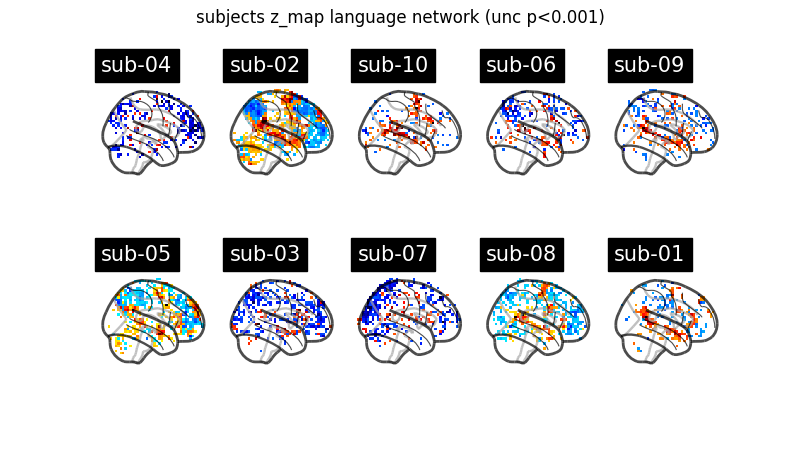 subjects z_map language network (unc p<0.001)
sub-04 sub-02 sub-10 sub-06 sub-09
sub-05 sub-03 sub-07 sub-08 sub-01